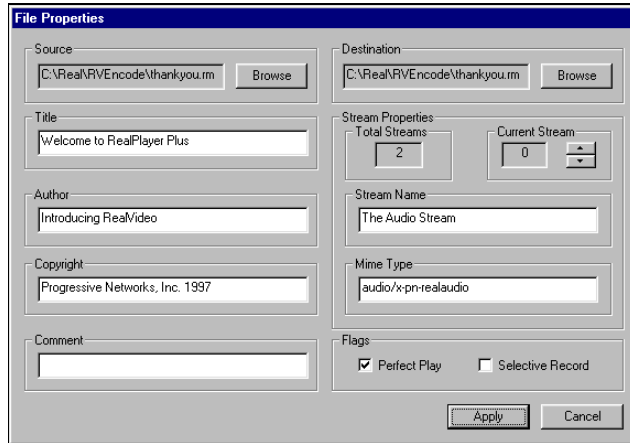 File Properties
Source
C:\Real\RVEncode\thankyou.rm
Browse
Destination
C:\Real\RVEncode\thankyou.rm
Browse
Title
Welcome to RealPlayer Plus
Stream Properties
Total Streams
2
Current Stream
0
Author
Introducing RealVideo
Stream Name
The Audio Stream
Copyright
Progressive Networks, Inc. 1997
Mime Type
audio/x-pn-realaudio
Comment
Flags
Perfect Play
Selective Record
Apply
Cancel